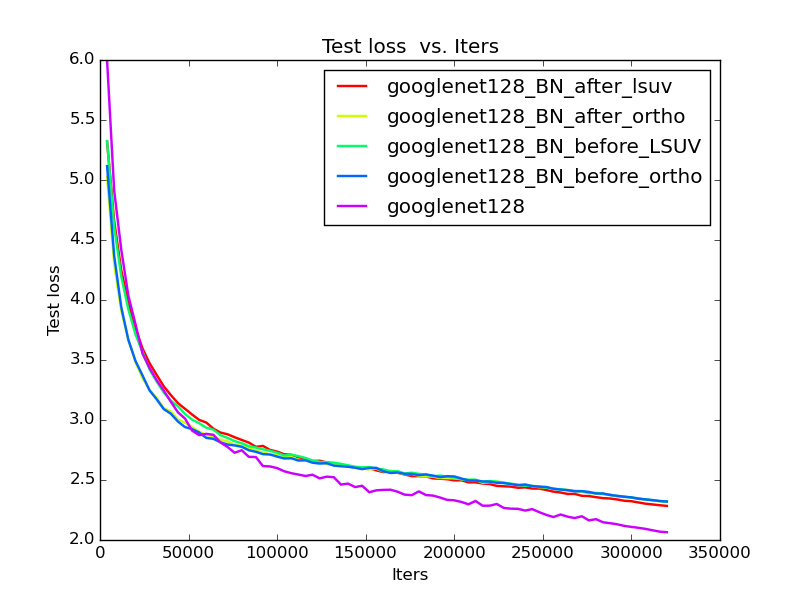 Test loss  vs. Iters
6.0
5.5
5.0
4.5
4.0
3.5
3.0
2.5
2.0
Test loss
googlenet128_BN_after_lsuv
googlenet128_BN_after_ortho
googlenet128_BN_before_LSUV
googlenet128_BN_before_ortho
googlenet128
0 50000 100000 150000 200000 250000 300000 350000
Iters